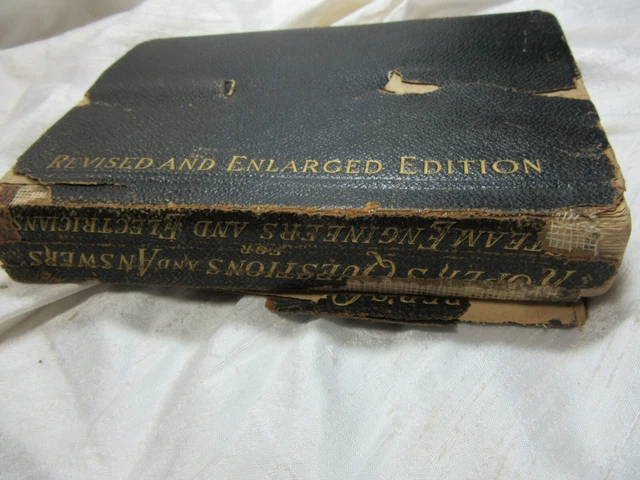 REVISED AND ENLARGED EDITION
ROPER'S QUESTIONS AND ANSWERS
FOR
STEAM ENGINEERS AND ELECTRICIANS